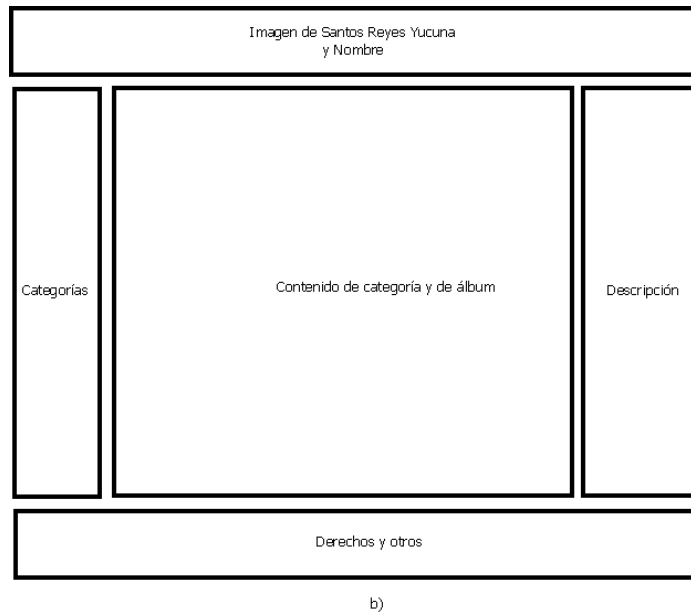 Imagen de Santos Reyes Yucuna
y Nombre
Categorías
Contenido de categoría y de álbum
Descripción
Derechos y otros
b)